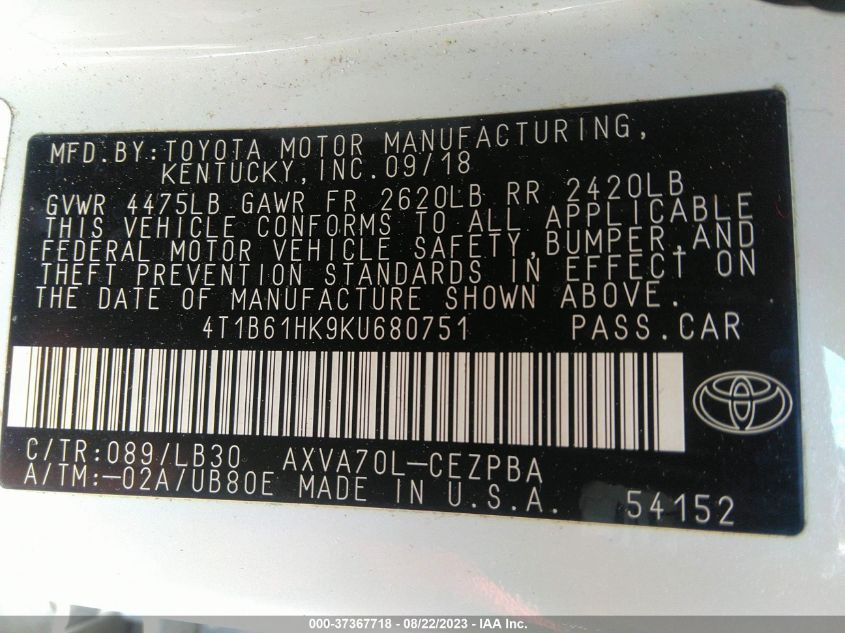 MFD.BY:TOYOTA MOTOR MANUFACTURING,
KENTUCKY,INC.09/18
GVWR 4475LB GAWR FR 2620LB RR 2420LB
THIS VEHICLE CONFORMS TO ALL APPLICABLE
FEDERAL MOTOR VEHICLE SAFETY,BUMPER,AND
THEFT PREVENTION STANDARDS IN EFFECT ON
THE DATE OF MANUFACTURE SHOWN ABOVE.
4T1B61HK9KU680751 PASS.CAR
C/TR:089/LB30 AXVA70L-CEZPBA
A/TM:-02A/UB80E MADE IN U.S.A. 54152
000-37367718 - 08/22/2023 - IAA Inc.